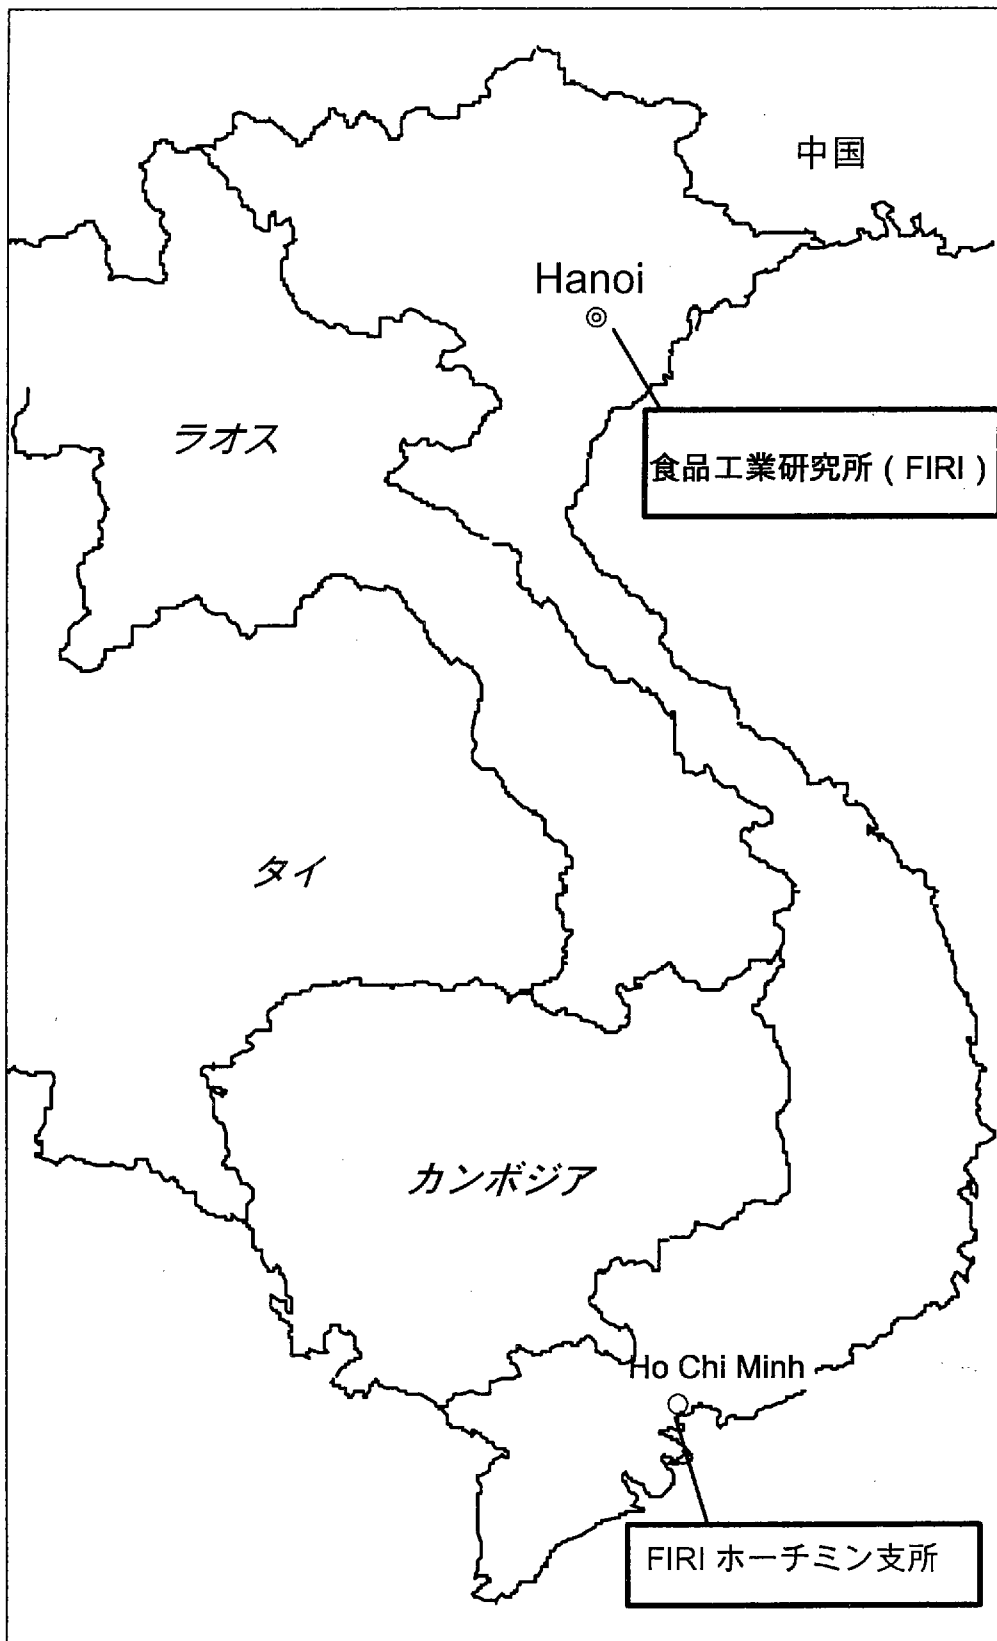 中国
Hanoi
ラオス
食品工業研究所 ( FIRI )
タイ
カンボジア
Ho Chi Minh
FIRI ホーチミン支所